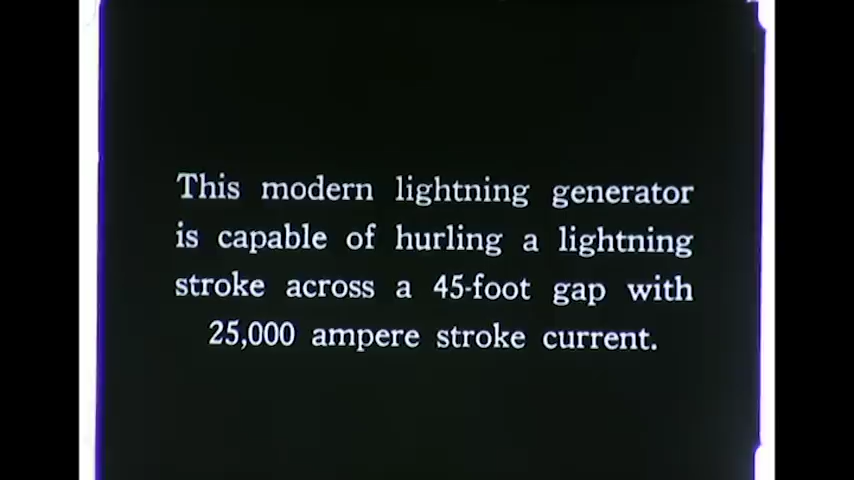 This modern lightning generator
is capable of hurling a lightning
stroke across a 45-foot gap with
25,000 ampere stroke current.